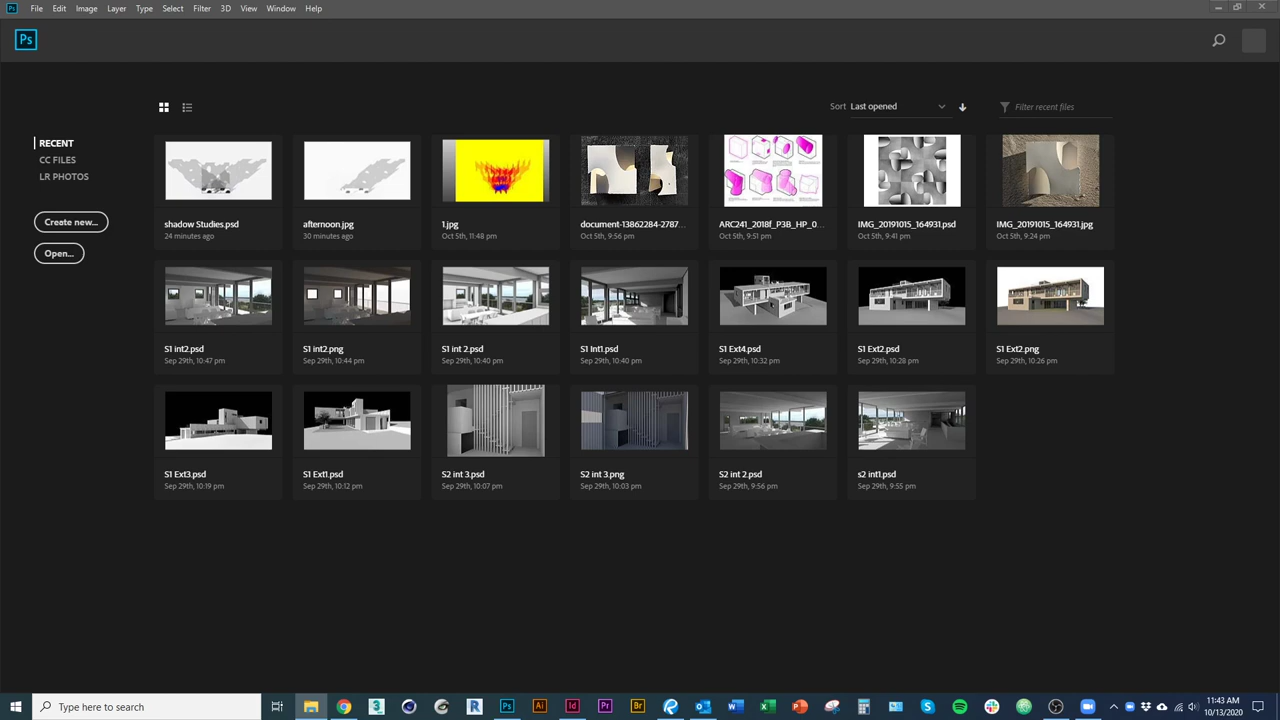 Ps File Edit Image Layer Type Select Filter 3D View Window Help
Ps
Sort Last opened Filter recent files
RECENT
CC FILES
LR PHOTOS
Create new...
Open...
shadow Studies.psd
24 minutes ago
afternoon.jpg
30 minutes ago
1.jpg
Oct 5th, 11:48 pm
document-13862284-2787...
Oct 5th, 9:56 pm
ARC241_2018f_P3B_HP_0...
Oct 5th, 9:51 pm
IMG_20191015_164931.psd
Oct 5th, 9:41 pm
IMG_20191015_164931.jpg
Oct 5th, 9:24 pm
S1 int2.psd
Sep 29th, 10:47 pm
S1 int2.png
Sep 29th, 10:44 pm
S1 int 2.psd
Sep 29th, 10:40 pm
S1 Int1.psd
Sep 29th, 10:40 pm
S1 Ext4.psd
Sep 29th, 10:32 pm
S1 Ext2.psd
Sep 29th, 10:28 pm
S1 Ext2.png
Sep 29th, 10:26 pm
S1 Ext3.psd
Sep 29th, 10:19 pm
S1 Ext1.psd
Sep 29th, 10:12 pm
S2 int 3.psd
Sep 29th, 10:07 pm
S2 int 3.png
Sep 29th, 10:03 pm
S2 int 2.psd
Sep 29th, 9:56 pm
s2 int1.psd
Sep 29th, 9:55 pm
Type here to search
3 R Ps Ai Id Pr Br
11:43 AM
10/13/2020